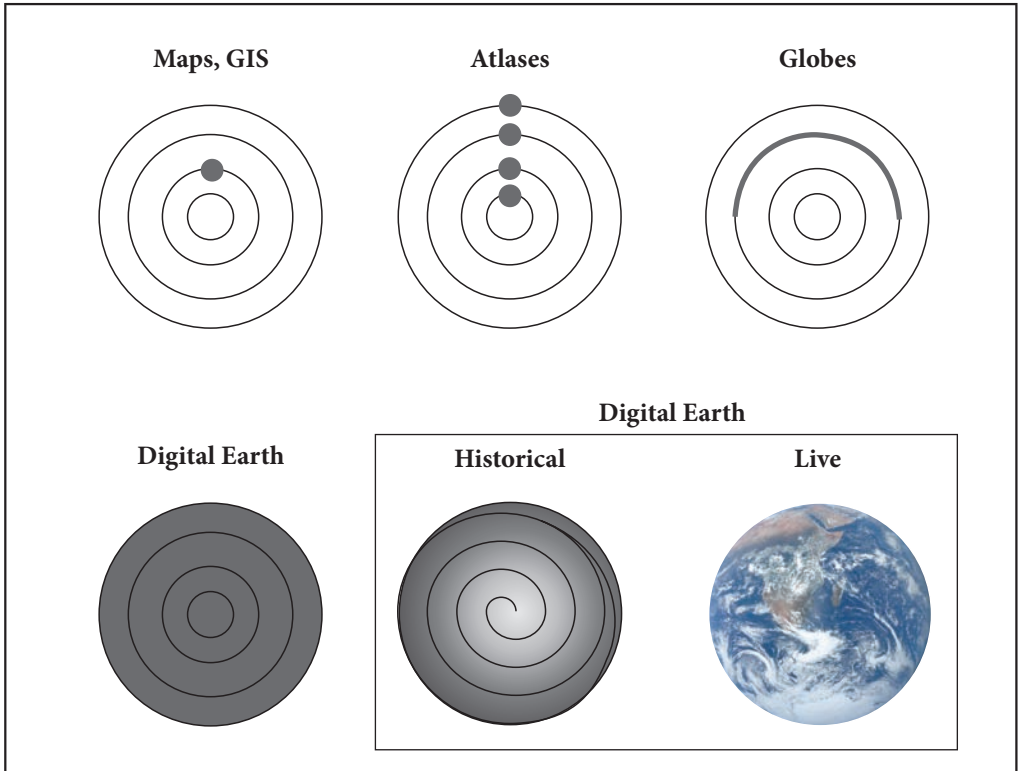 Maps, GIS
Atlases
Globes
Digital Earth
Digital Earth
Historical
Live